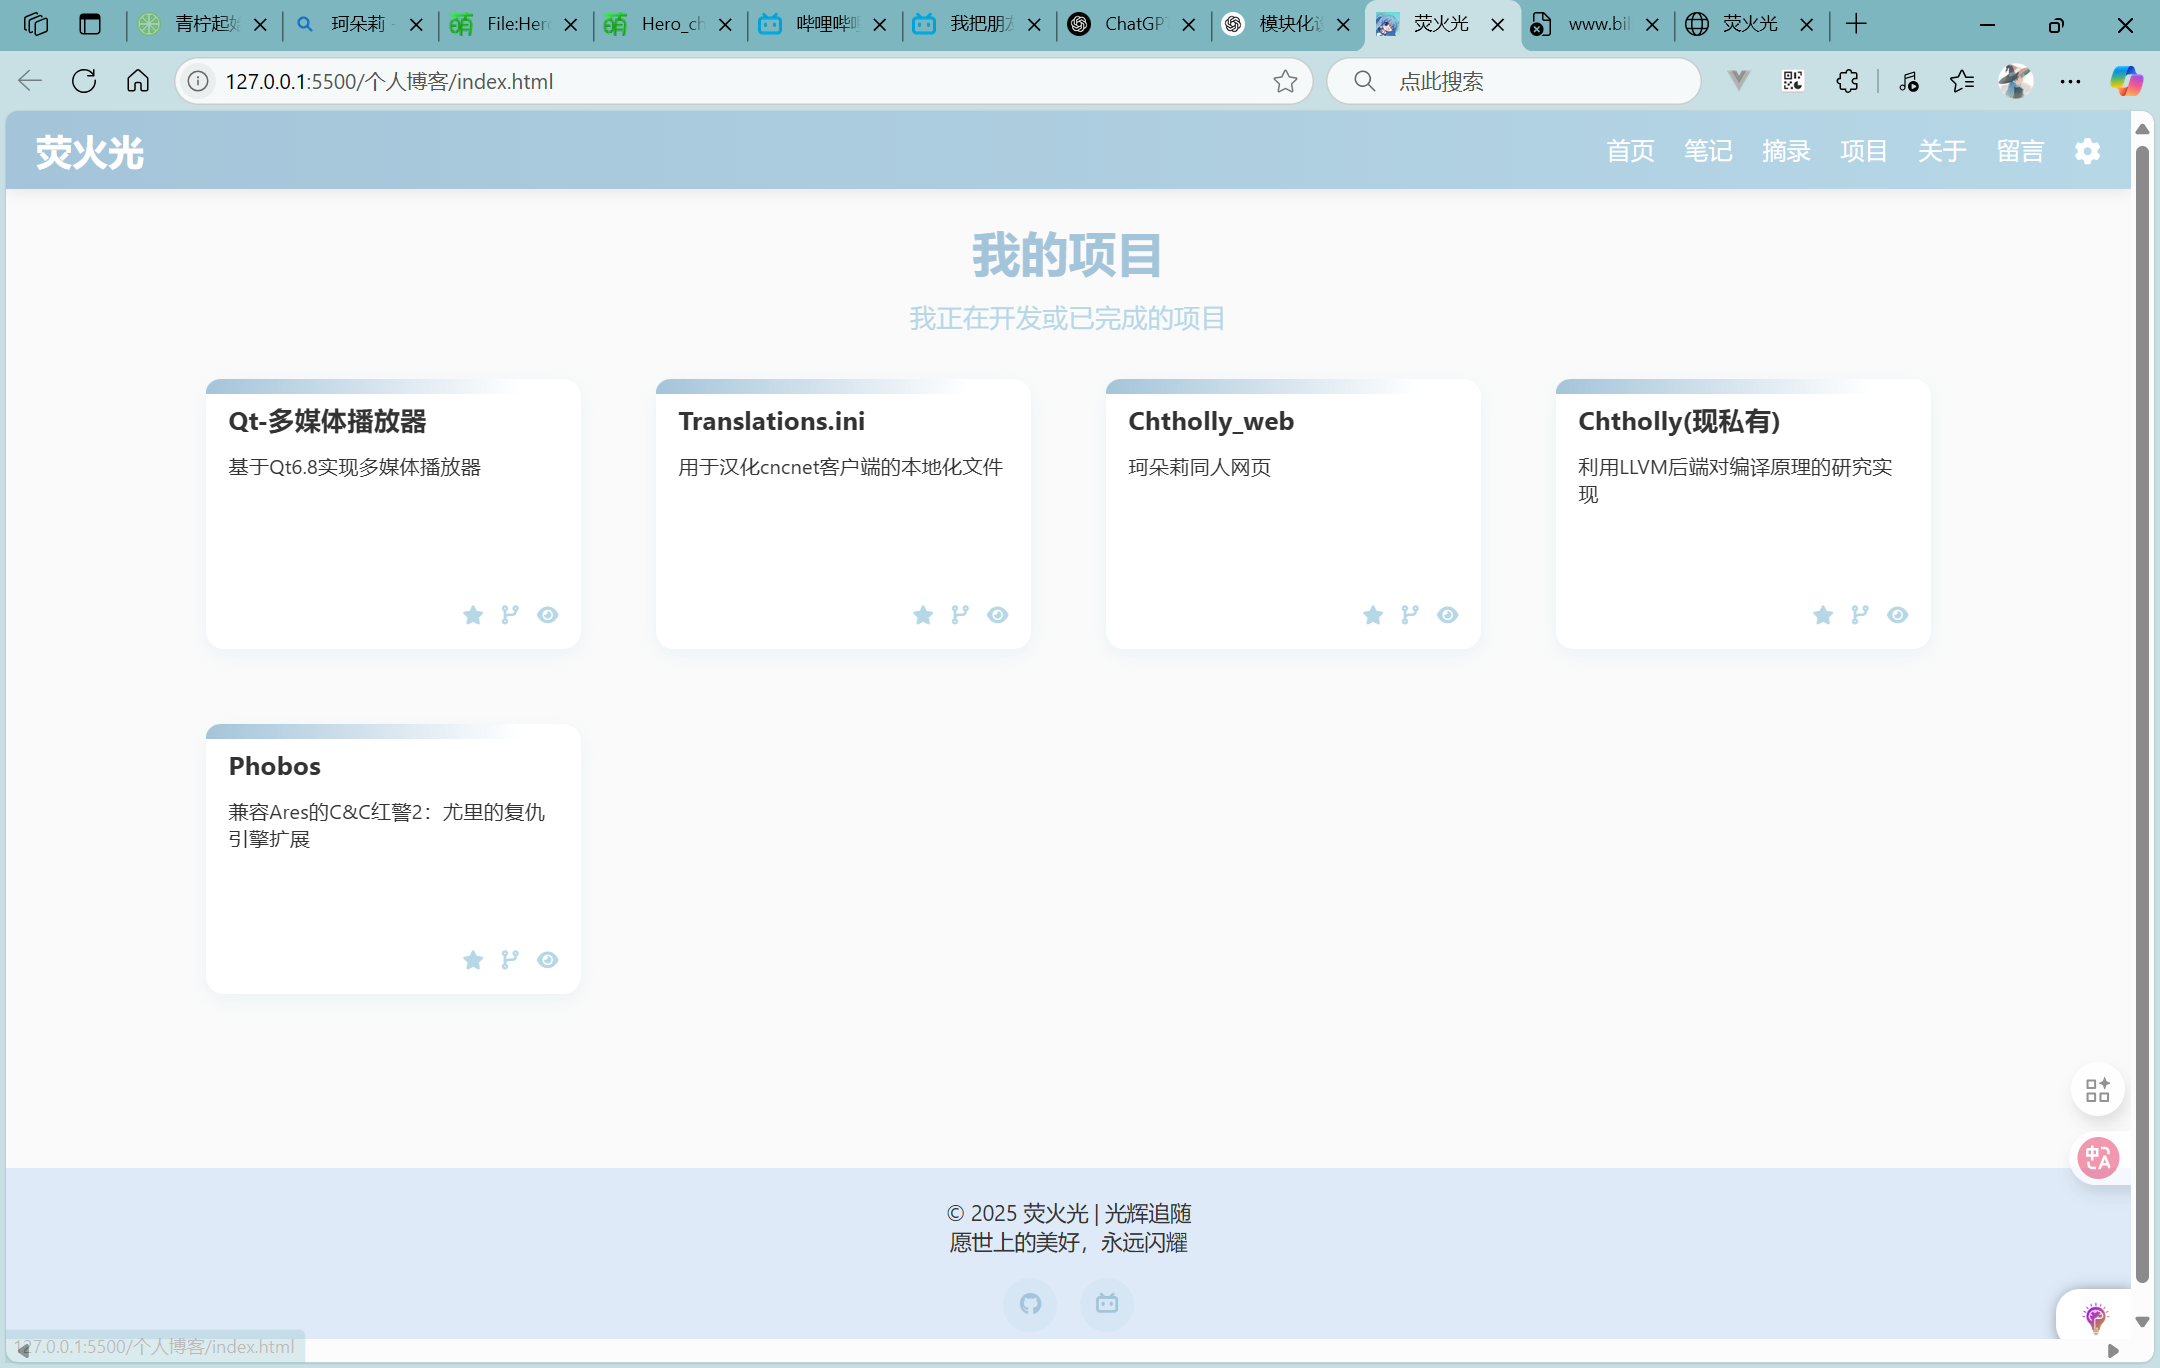 青柠起始
珂朵莉 -
File:Hero
Hero_ch
哔哩哔哩
我把朋友
ChatGPT
模块化设
荧火光
www.bil
荧火光
127.0.0.1:5500/个人博客/index.html
点此搜索
荧火光
首页 笔记 摘录 项目 关于 留言
我的项目
我正在开发或已完成的项目
Qt-多媒体播放器
基于Qt6.8实现多媒体播放器
Translations.ini
用于汉化cncnet客户端的本地化文件
Chtholly_web
珂朵莉同人网页
Chtholly(现私有)
利用LLVM后端对编译原理的研究实
现
Phobos
兼容Ares的C&C红警2：尤里的复仇
引擎扩展
© 2025 荧火光 | 光辉追随
愿世上的美好，永远闪耀
127.0.0.1:5500/个人博客/index.html